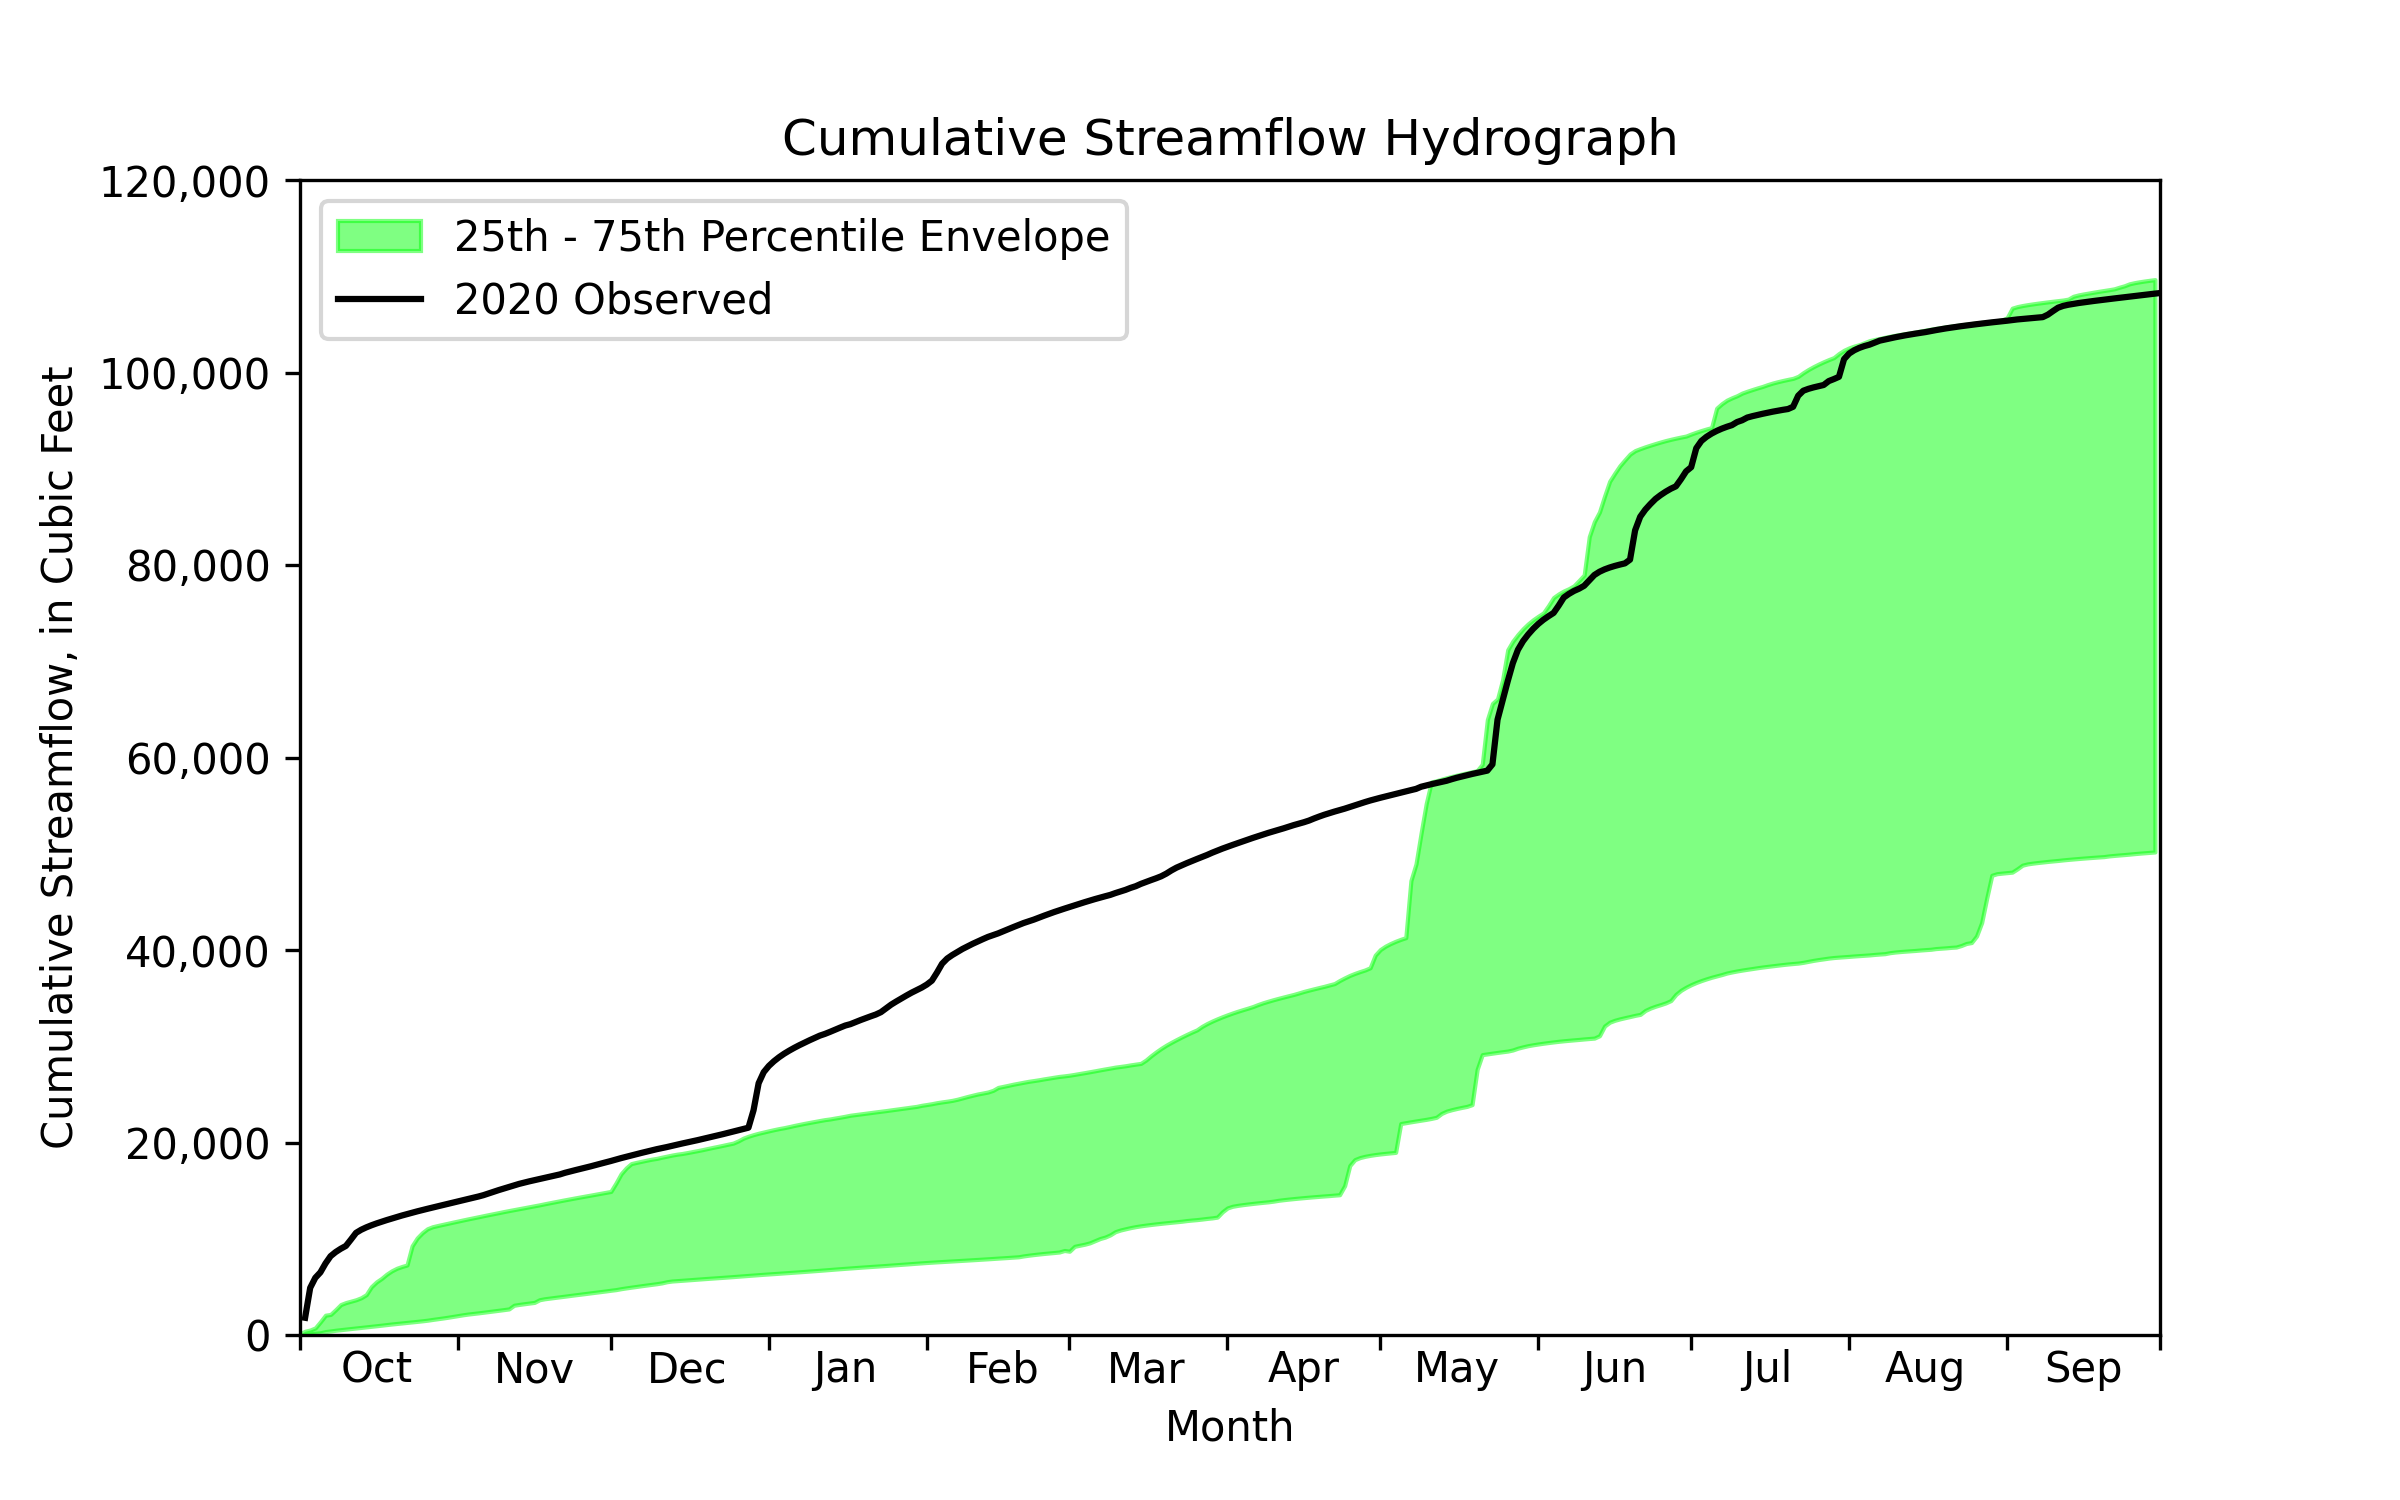 Cumulative Streamflow Hydrograph
120,000
100,000
80,000
60,000
40,000
20,000
0
Cumulative Streamflow, in Cubic Feet
25th - 75th Percentile Envelope
2020 Observed
Oct Nov Dec Jan Feb Mar Apr May Jun Jul Aug Sep
Month